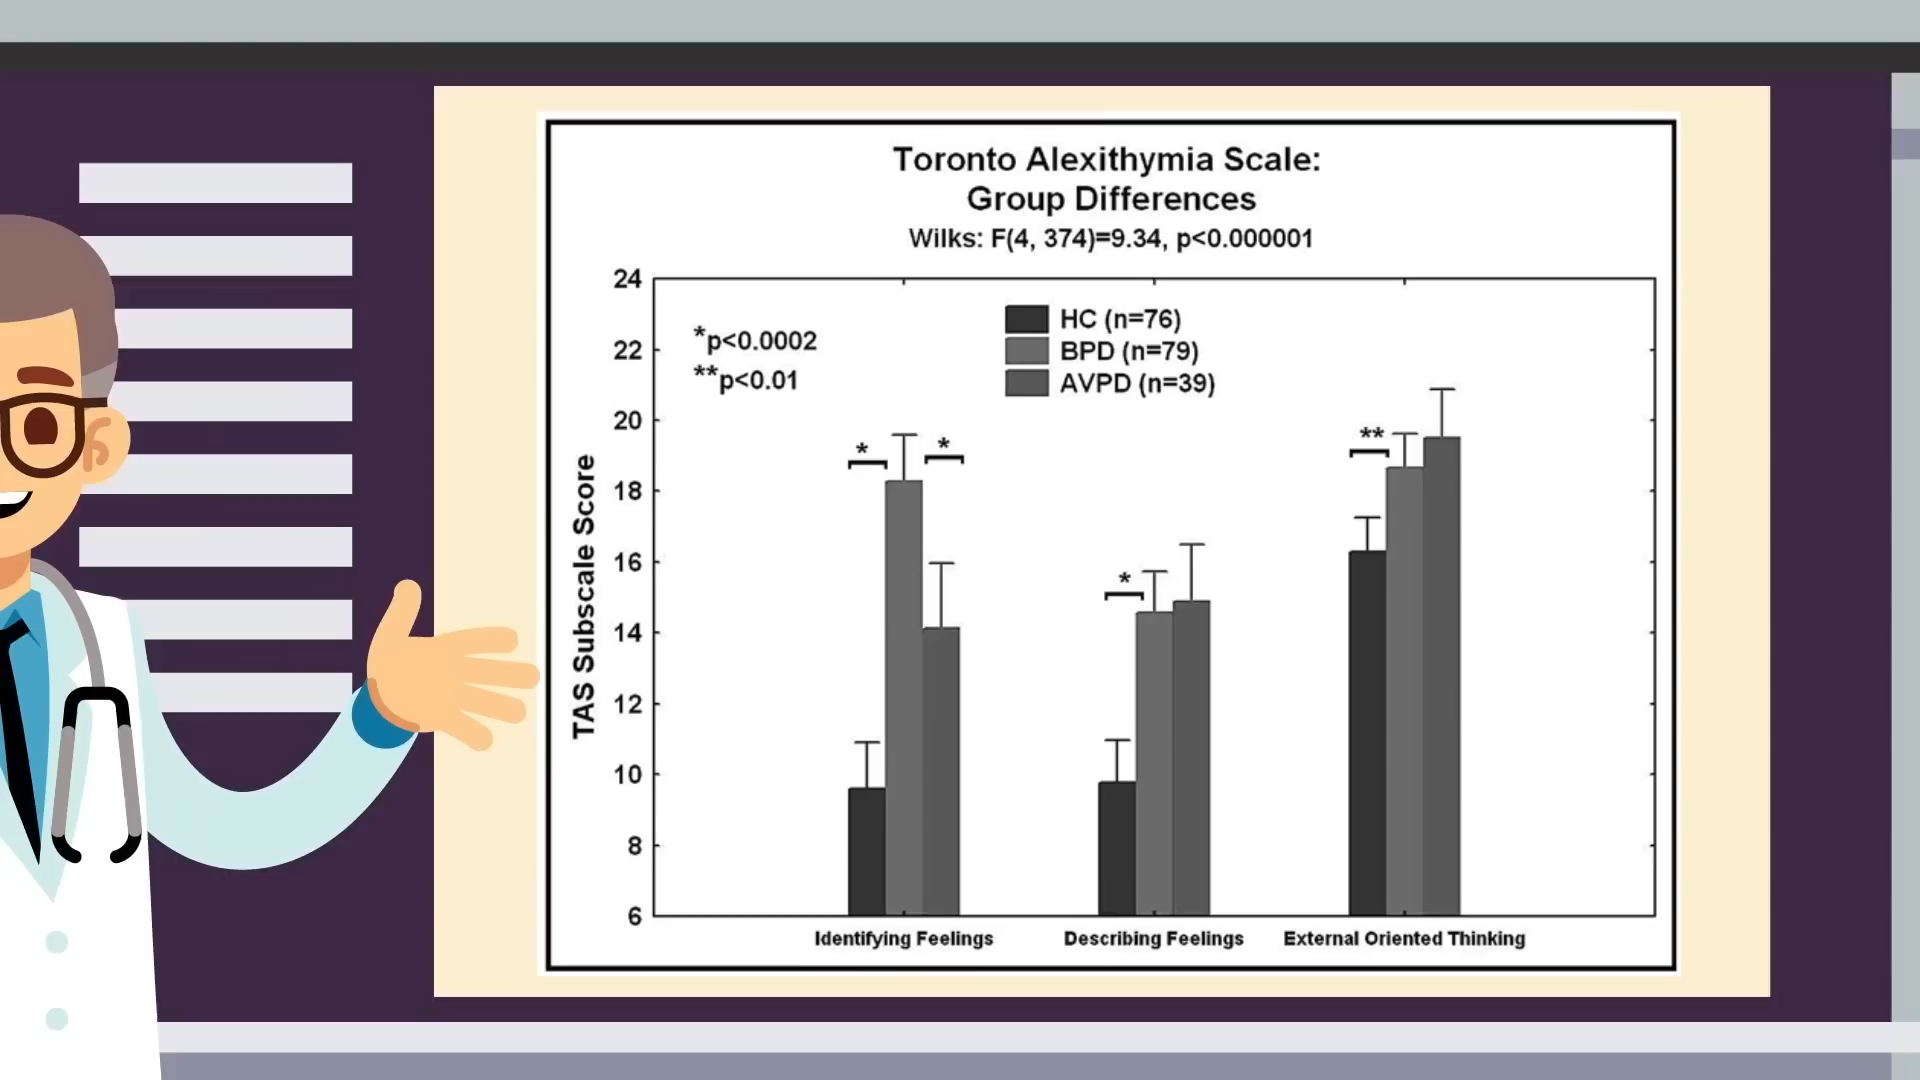 Toronto Alexithymia Scale:
Group Differences
Wilks: F(4, 374)=9.34, p<0.000001
24
22
20
18
16
14
12
10
8
6
TAS Subscale Score
*p<0.0002
**p<0.01
HC (n=76)
BPD (n=79)
AVPD (n=39)
*
*
*
**
Identifying Feelings
Describing Feelings
External Oriented Thinking